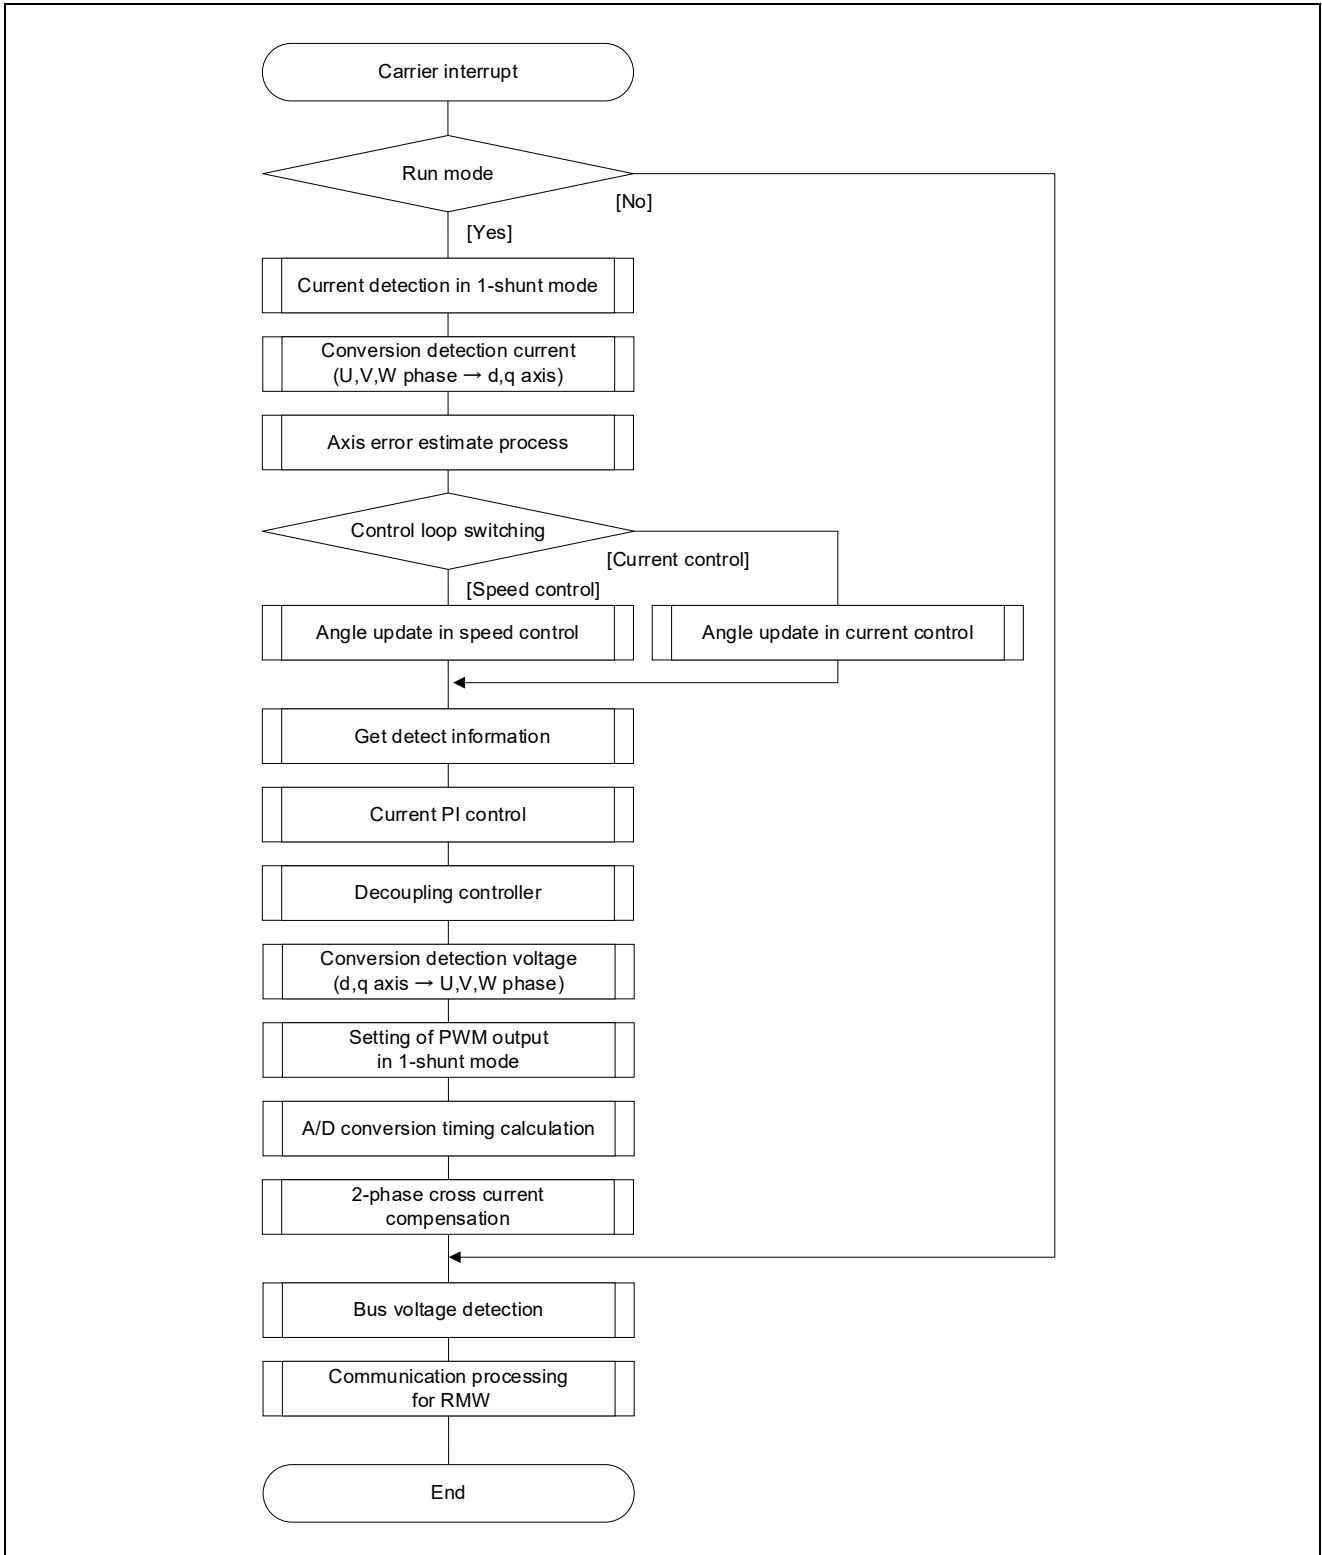 Carrier interrupt
Run mode
[No]
[Yes]
Current detection in 1-shunt mode
Conversion detection current
(U,V,W phase → d,q axis)
Axis error estimate process
Control loop switching
[Current control]
[Speed control]
Angle update in speed control
Angle update in current control
Get detect information
Current PI control
Decoupling controller
Conversion detection voltage
(d,q axis → U,V,W phase)
Setting of PWM output
in 1-shunt mode
A/D conversion timing calculation
2-phase cross current
compensation
Bus voltage detection
Communication processing
for RMW
End